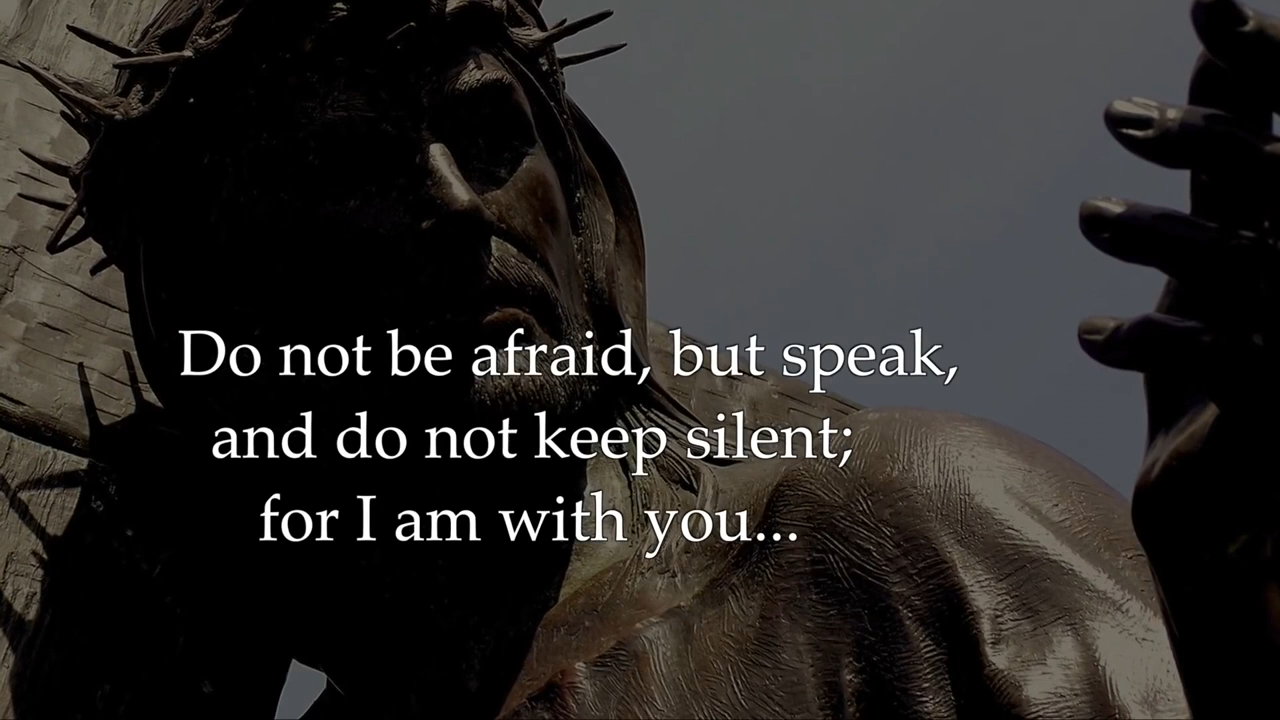 Do not be afraid, but speak,
and do not keep silent;
for I am with you...